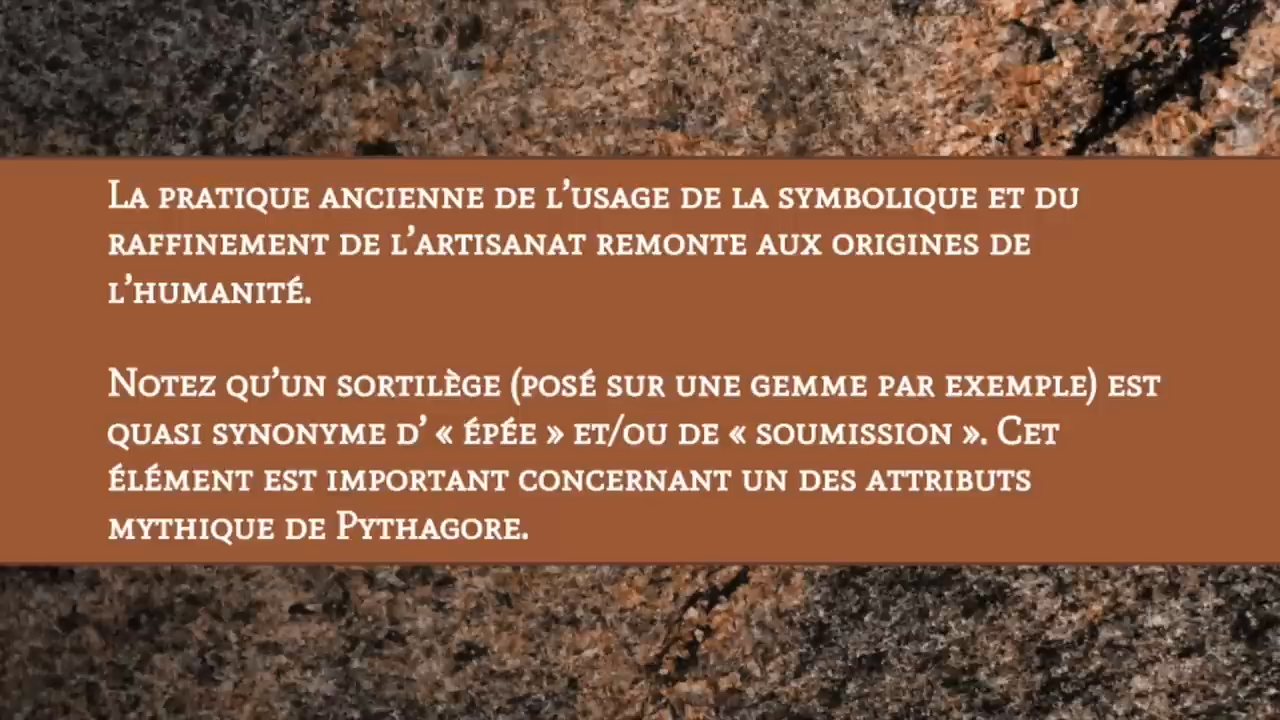 La pratique ancienne de l’usage de la symbolique et du
raffinement de l’artisanat remonte aux origines de
l’humanité.
Notez qu’un sortilège (posé sur une gemme par exemple) est
quasi synonyme d’ « épée » et/ou de « soumission ». Cet
élément est important concernant un des attributs
mythique de Pythagore.